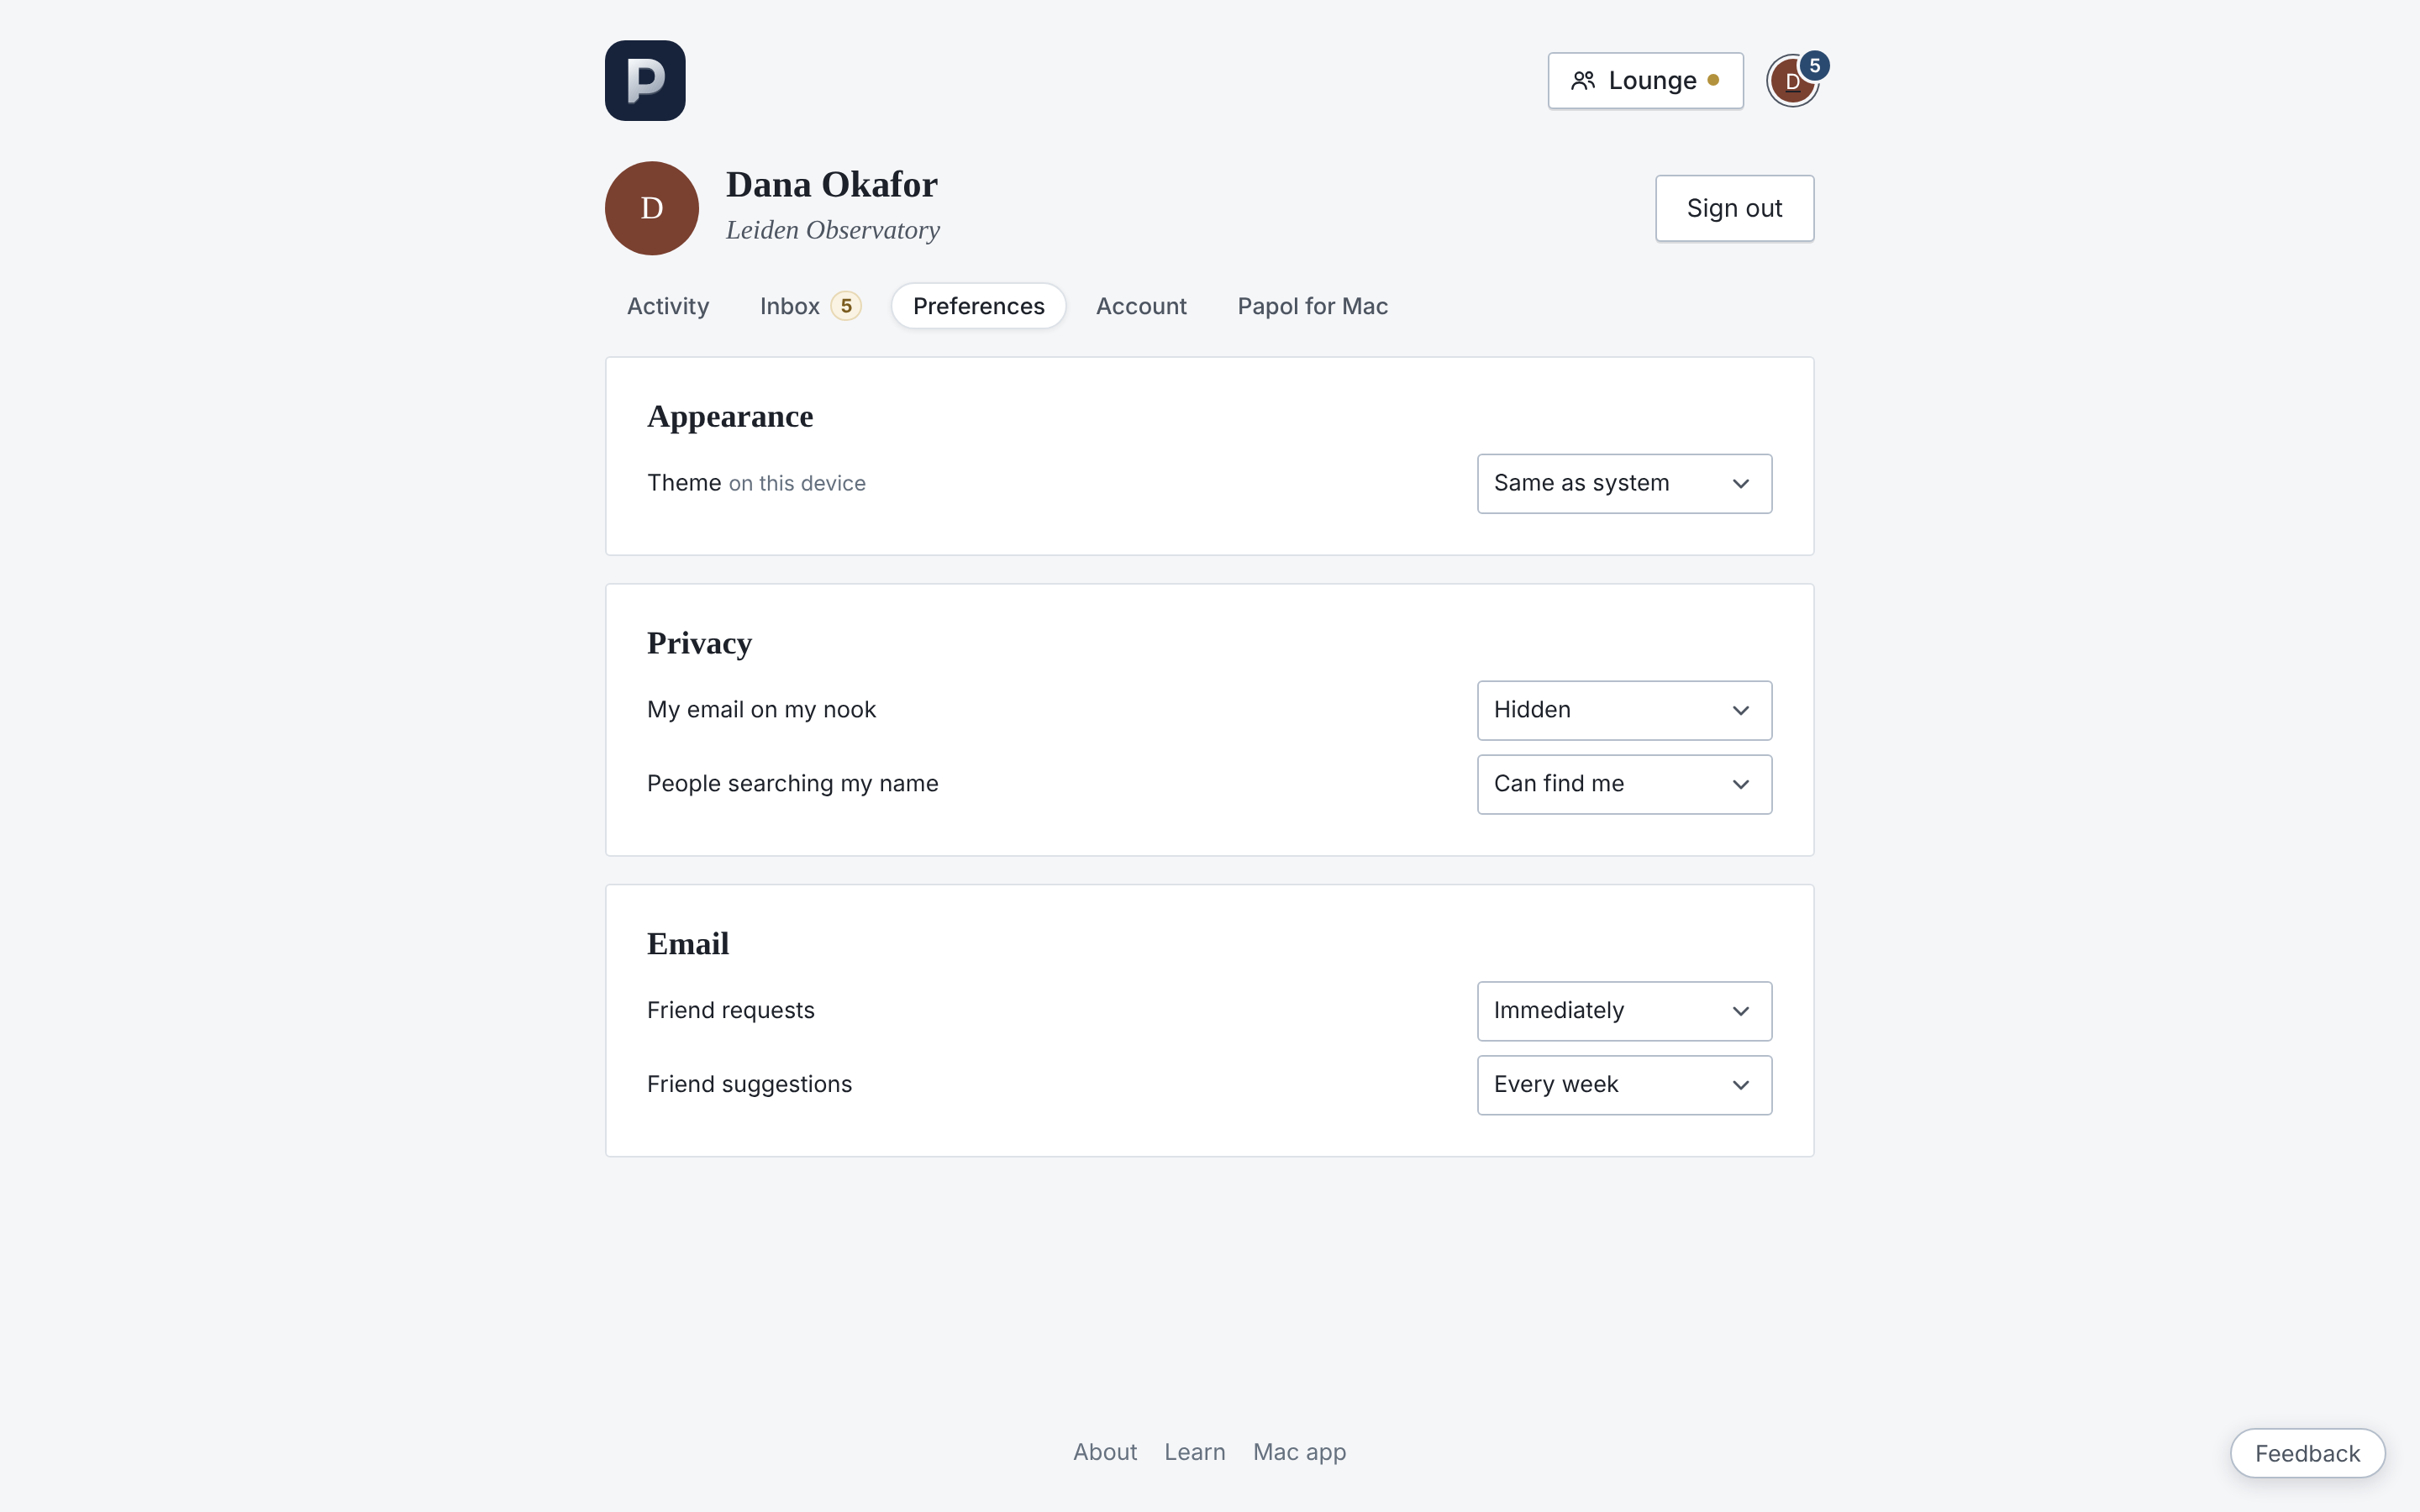 P
Lounge
D
5
D
Dana Okafor
Leiden Observatory
Sign out
Activity
Inbox 5
Preferences
Account
Papol for Mac
Appearance
Theme on this device
Same as system
Privacy
My email on my nook
Hidden
People searching my name
Can find me
Email
Friend requests
Immediately
Friend suggestions
Every week
About
Learn
Mac app
Feedback